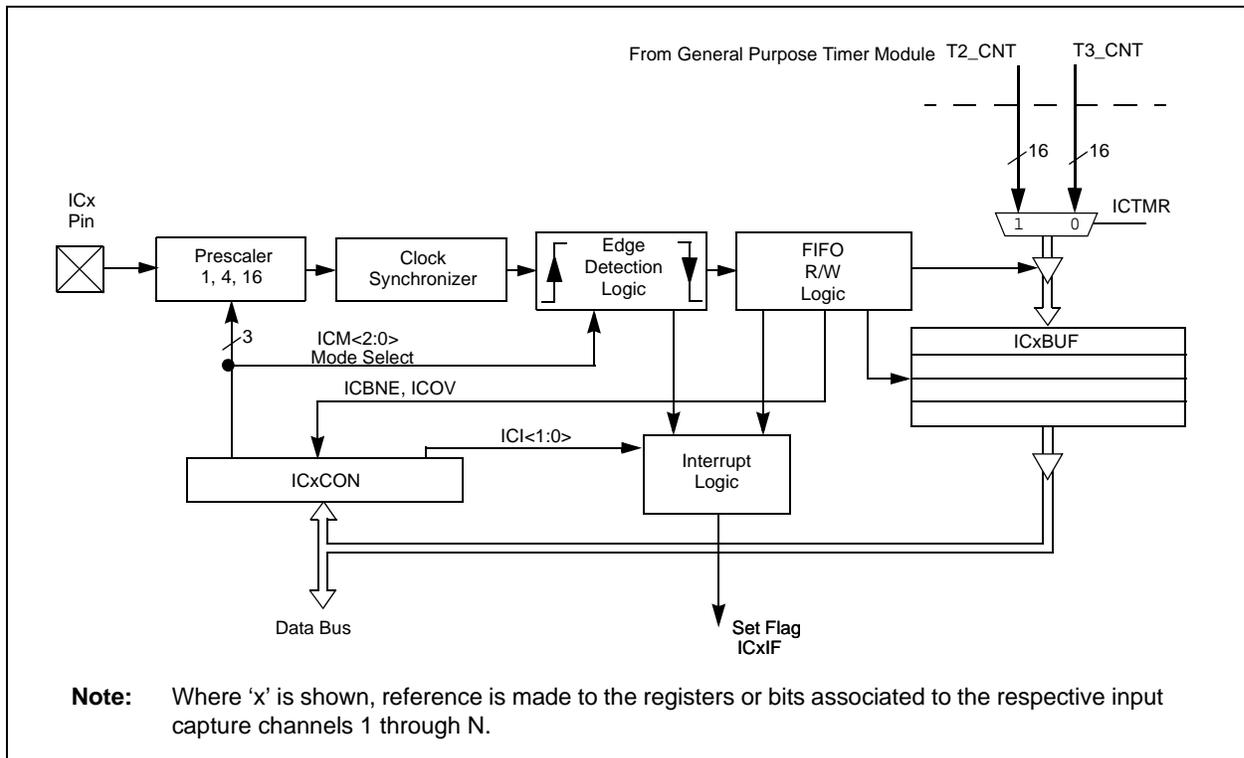 From General Purpose Timer Module T2_CNT T3_CNT
16 16
ICx
Pin
ICTMR
1 0
Prescaler
1, 4, 16
Clock
Synchronizer
Edge
Detection
Logic
FIFO
R/W
Logic
3
ICM<2:0>
Mode Select
ICxBUF
ICBNE, ICOV
ICI<1:0>
Interrupt
Logic
ICxCON
Data Bus
Set Flag
ICxIF
Note: Where ‘x’ is shown, reference is made to the registers or bits associated to the respective input
capture channels 1 through N.